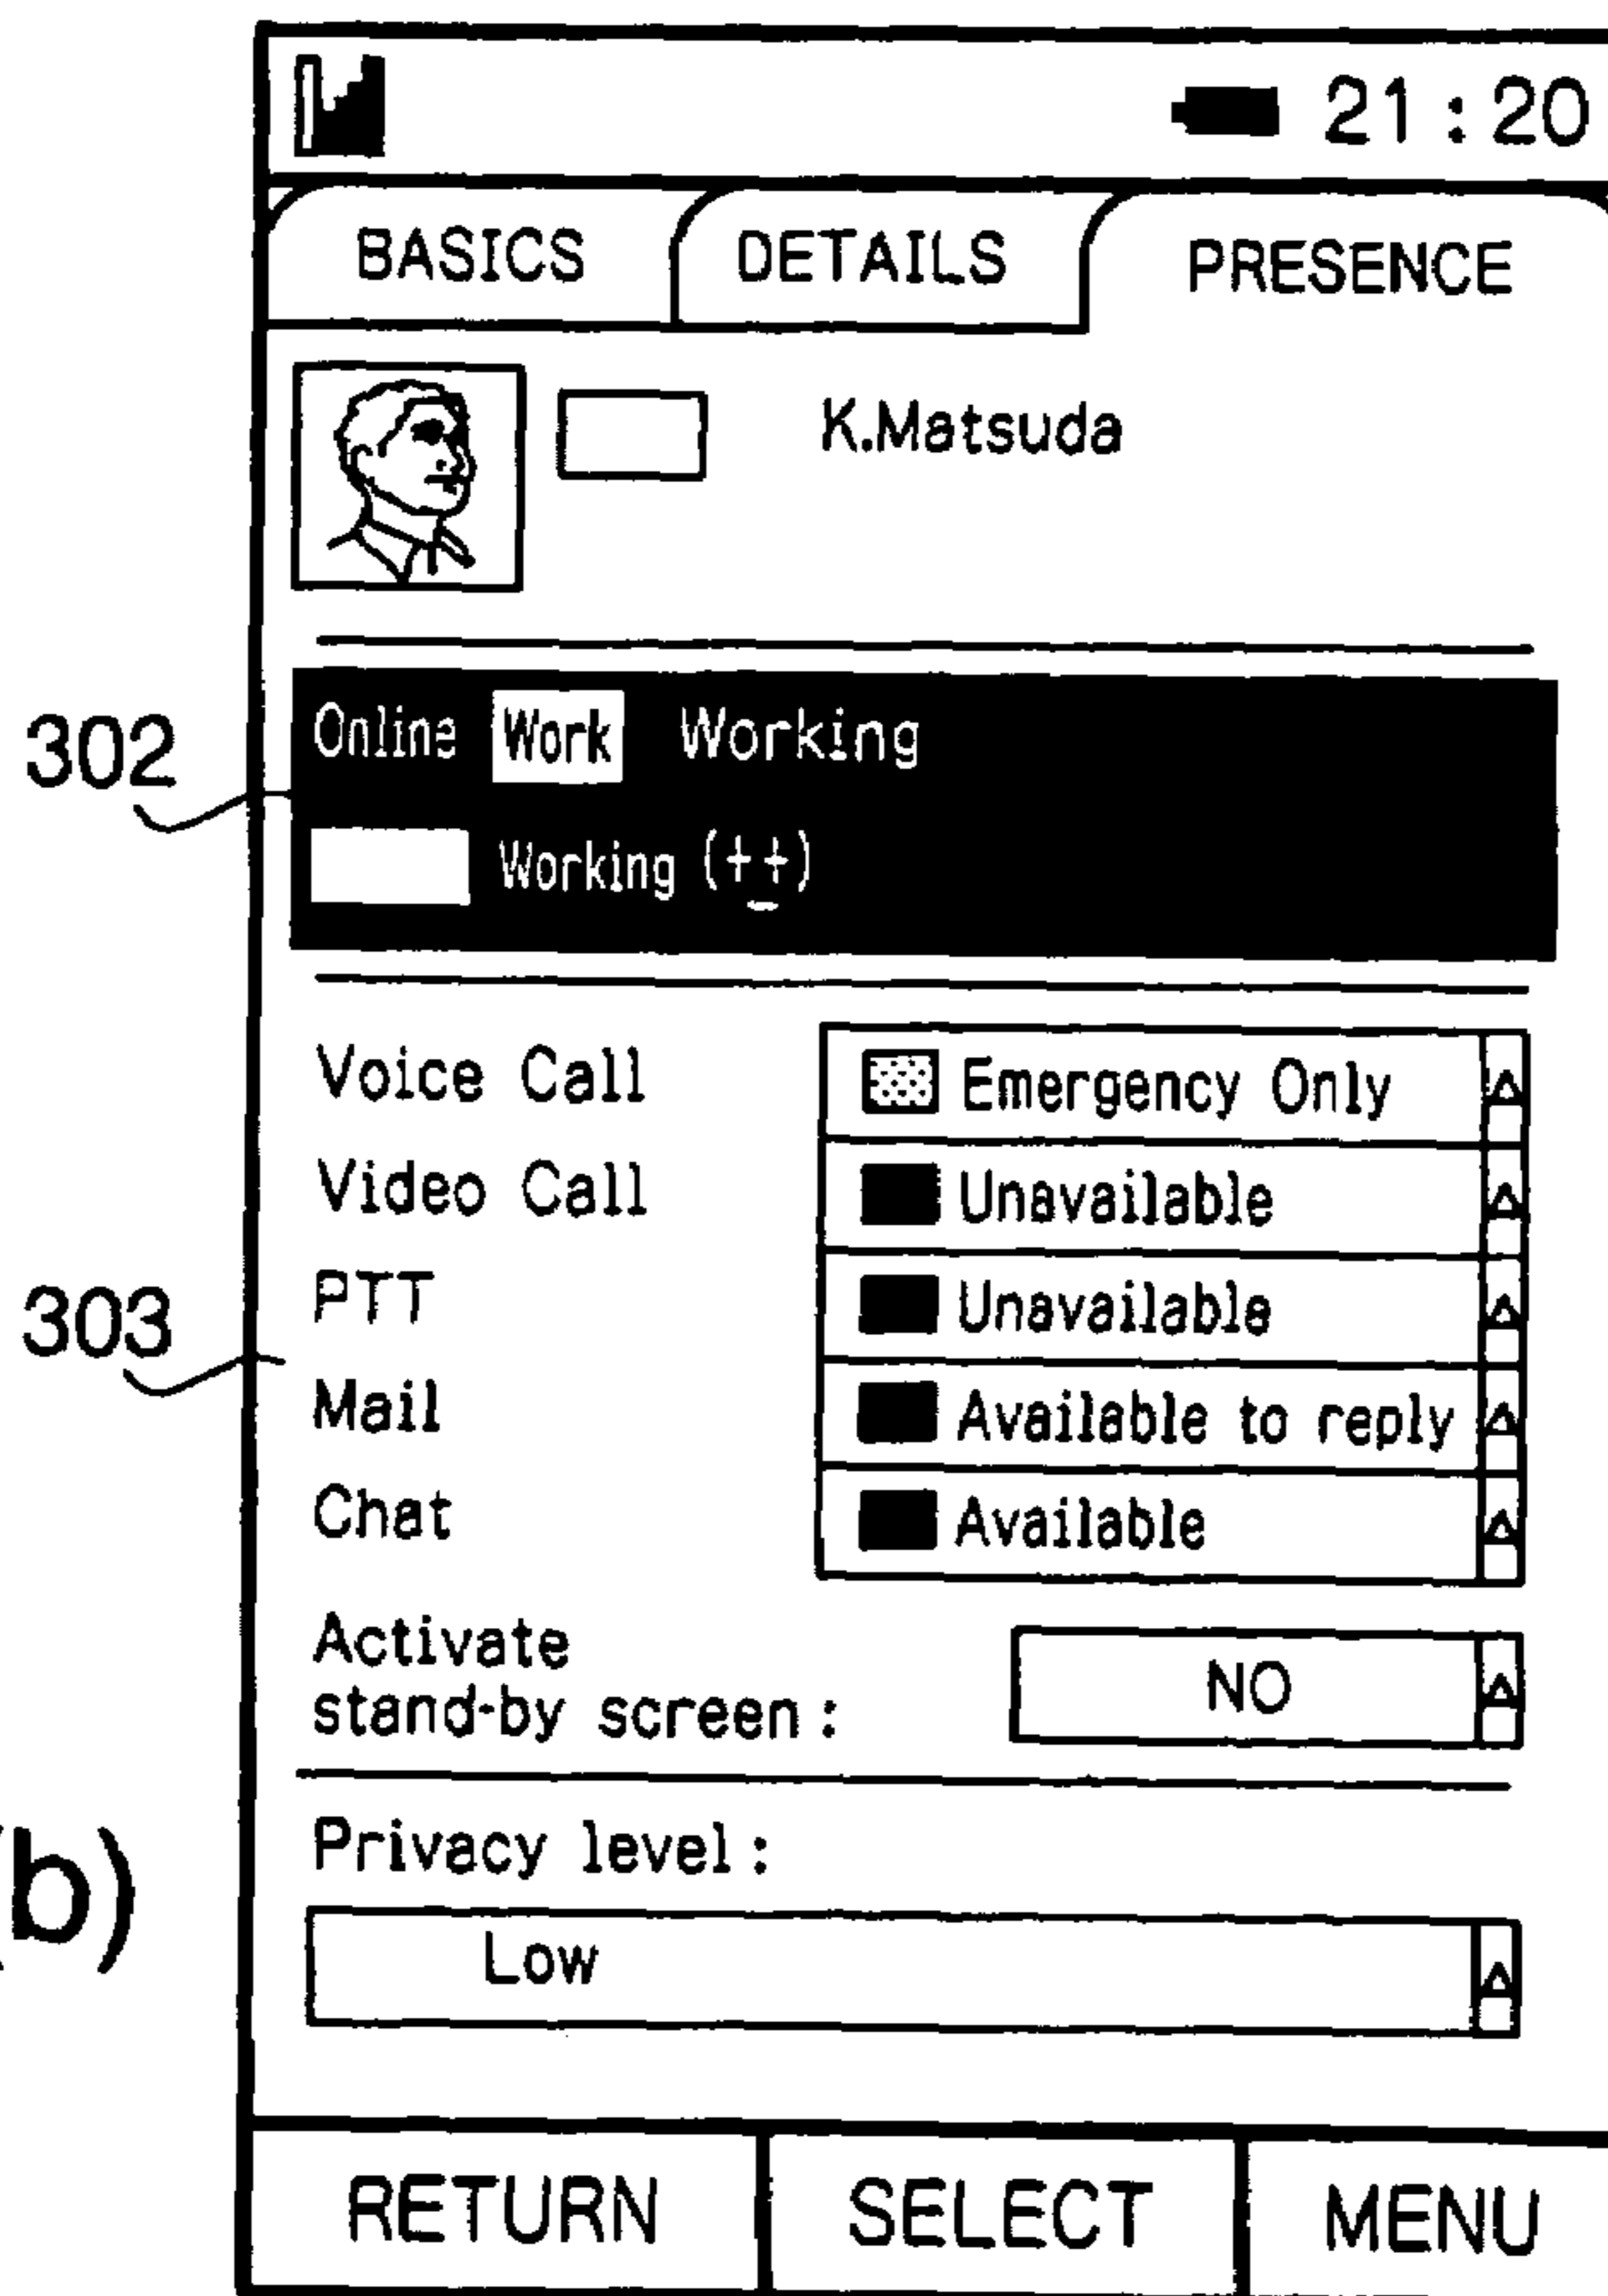 21:20
BASICS DETAILS PRESENCE
K.Matsuda
302
Online Work Working
Working (+_+)
Voice Call Emergency Only
Video Call Unavailable
303
PTT Unavailable
Mail Available to reply
Chat Available
Activate
stand-by screen: NO
Privacy level:
(b)
Low
RETURN SELECT MENU